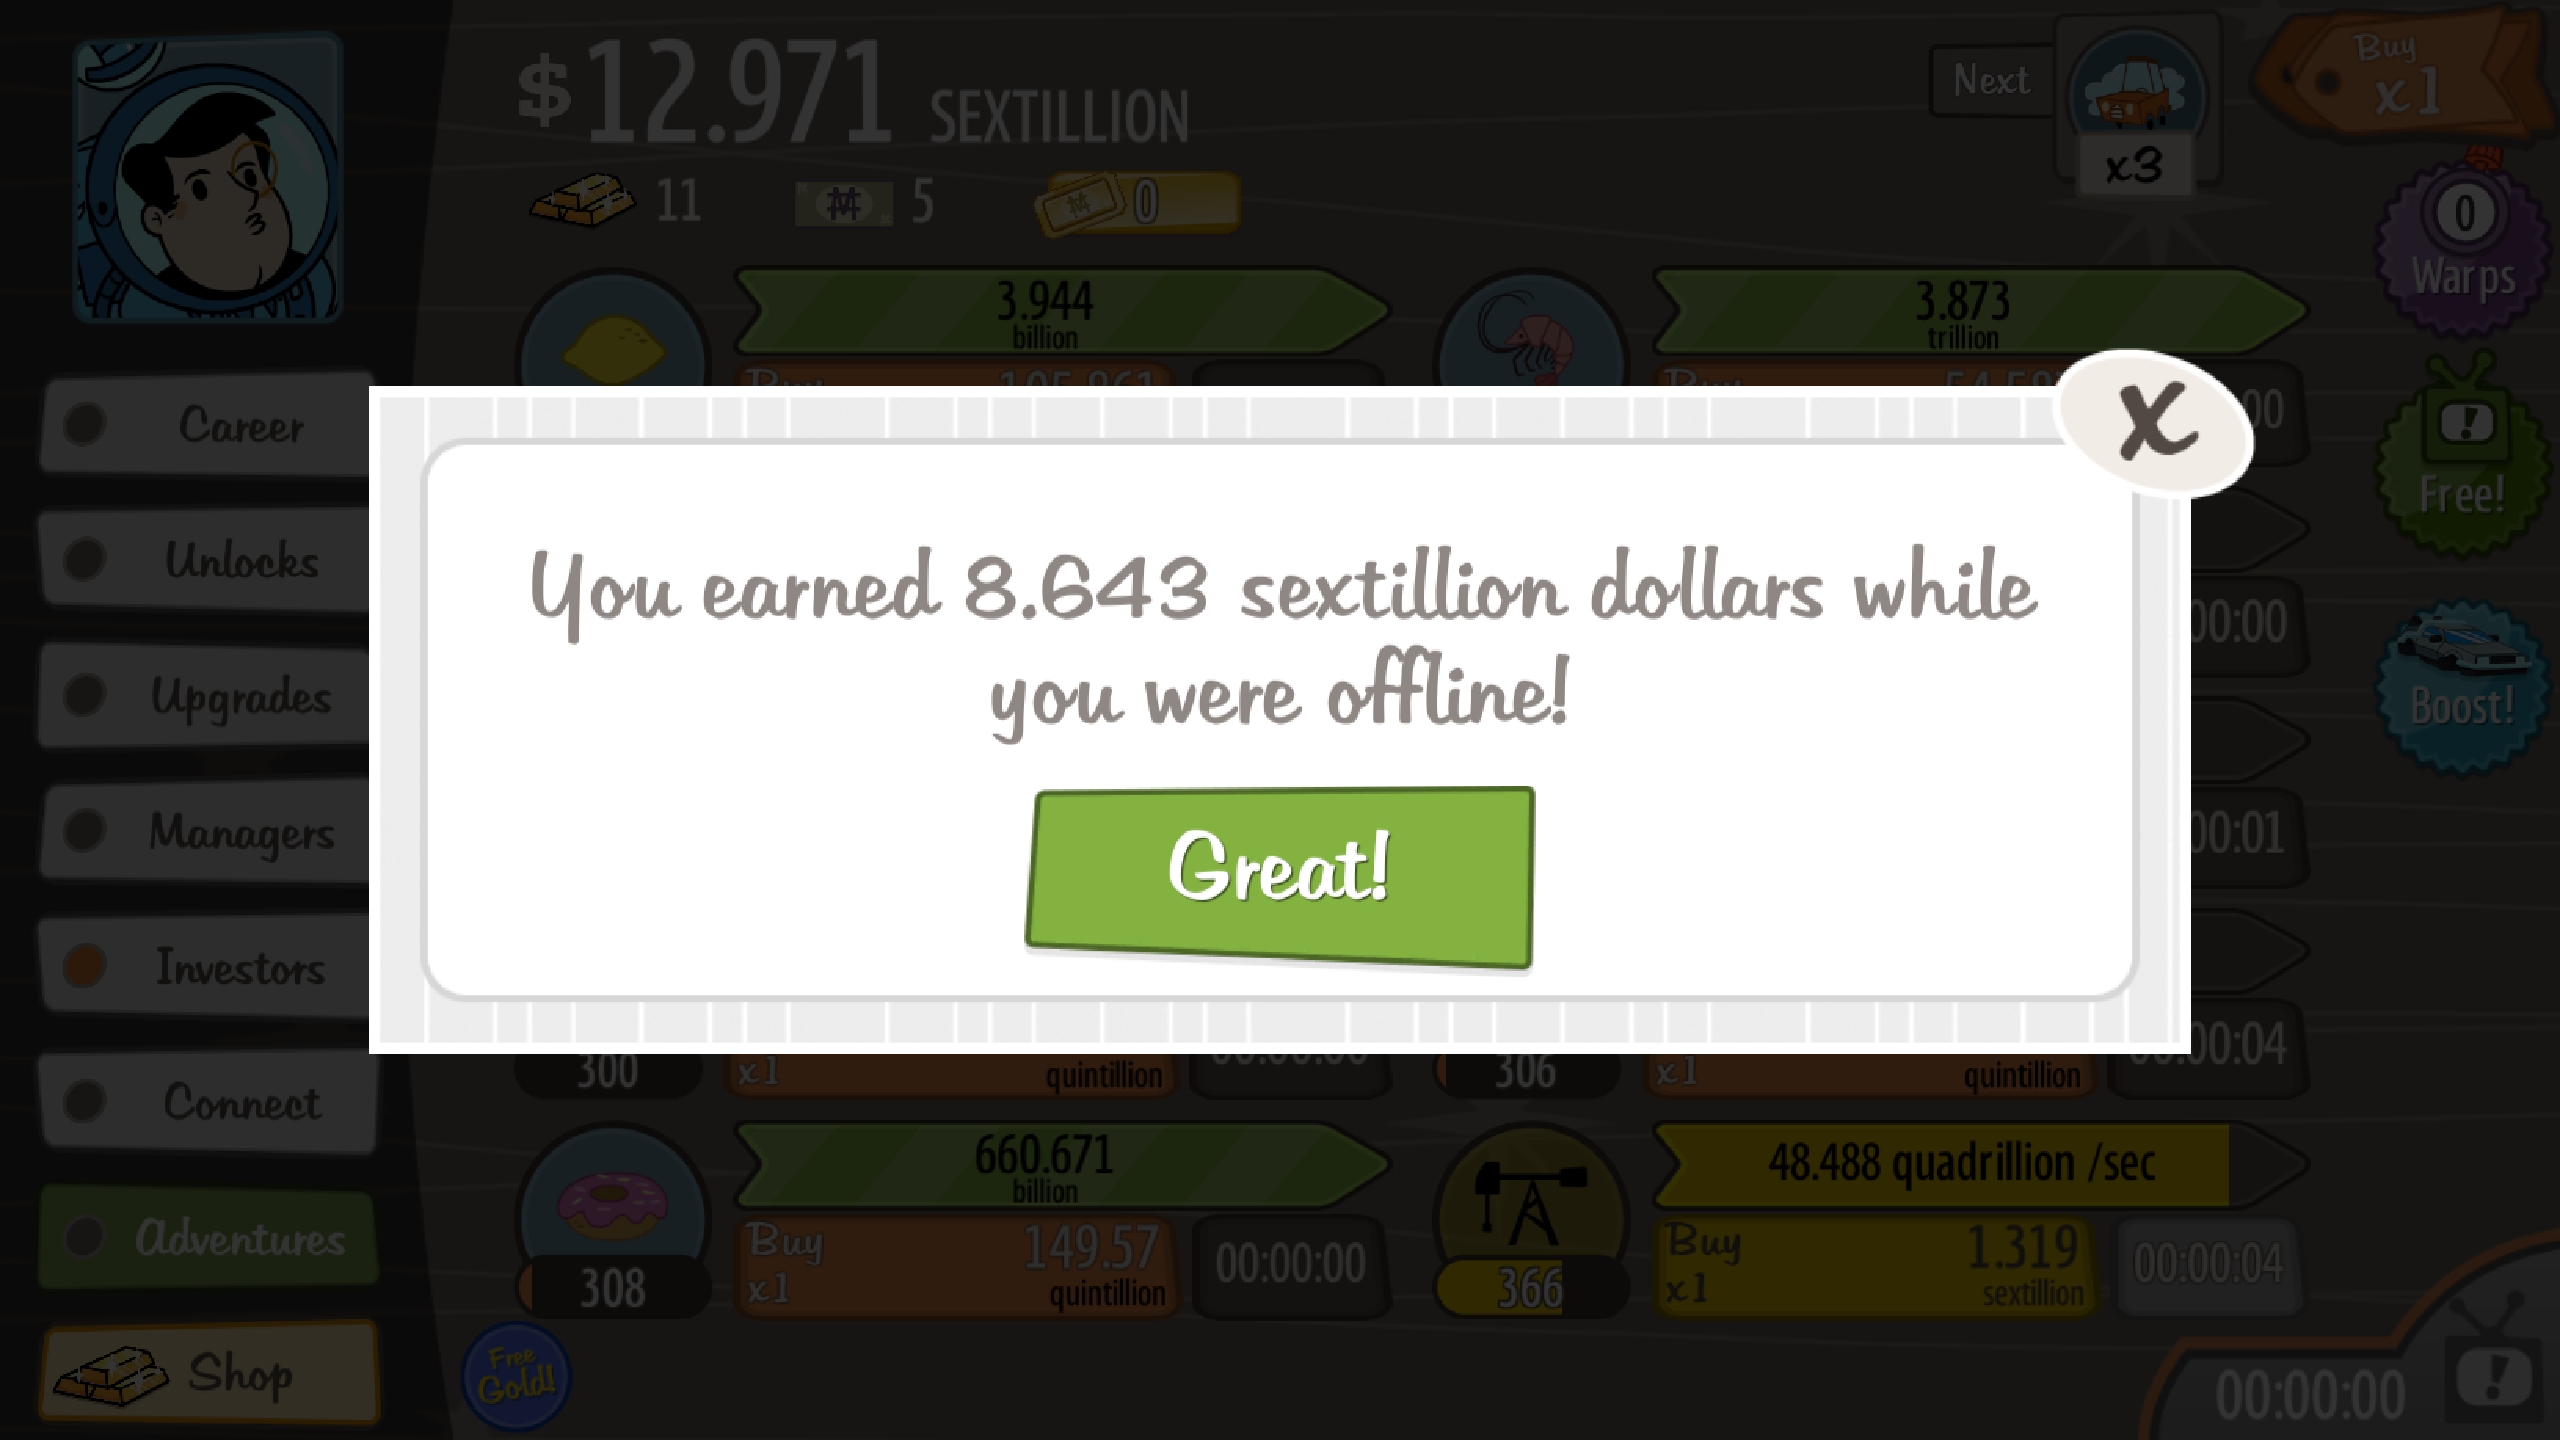 $12.971 SEXTILLION
11
5
0
Next
x3
Buy
x1
0
Warps
Free!
Boost!
Career
Unlocks
Upgrades
Managers
Investors
Connect
Adventures
Shop
3.944
billion
Buy
3.873
trillion
Buy
00
00:00
00:01
00:04
You earned 8.643 sextillion dollars while
you were offline!
Great!
X
300
x1
quintillion
306
x1
quintillion
660.671
billion
Buy
x1
149.57
quintillion
00:00:00
308
48.488 quadrillion /sec
Buy
x1
1.319
sextillion
00:00:04
366
Free
Gold!
00:00:00